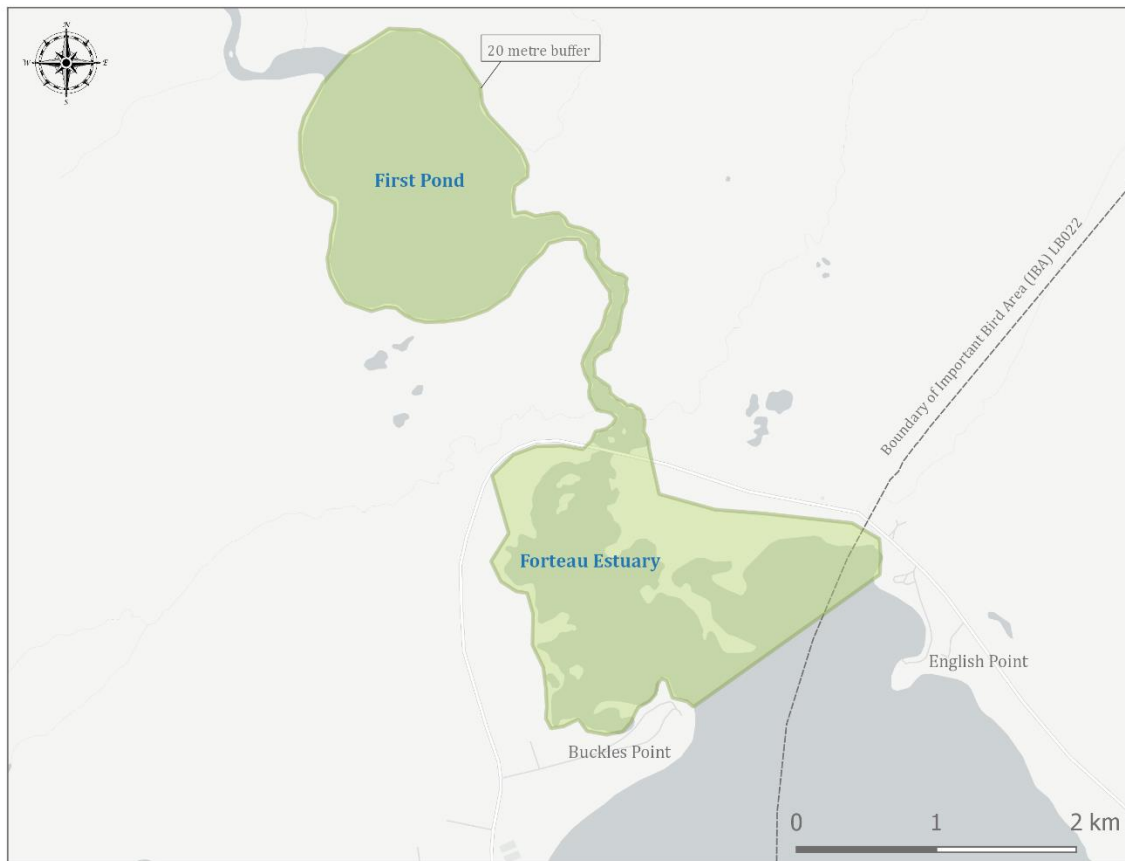 N
W E
S
20 metre buffer
First Pond
Boundary of Important Bird Area (IBA) LB022
Forteau Estuary
English Point
Buckles Point
0 1 2 km